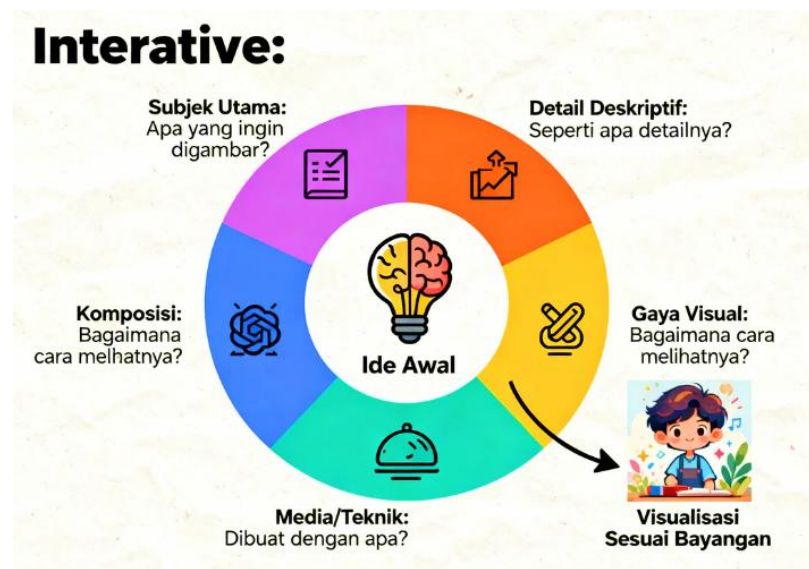 Interative:
Subjek Utama:
Apa yang ingin
digambar?
Detail Deskriptif:
Seperti apa detailnya?
Komposisi:
Bagaimana
cara melhatnya?
Ide Awal
Gaya Visual:
Bagaimana cara
melihatnya?
Media/Teknik:
Dibuat dengan apa?
Visualisasi
Sesuai Bayangan